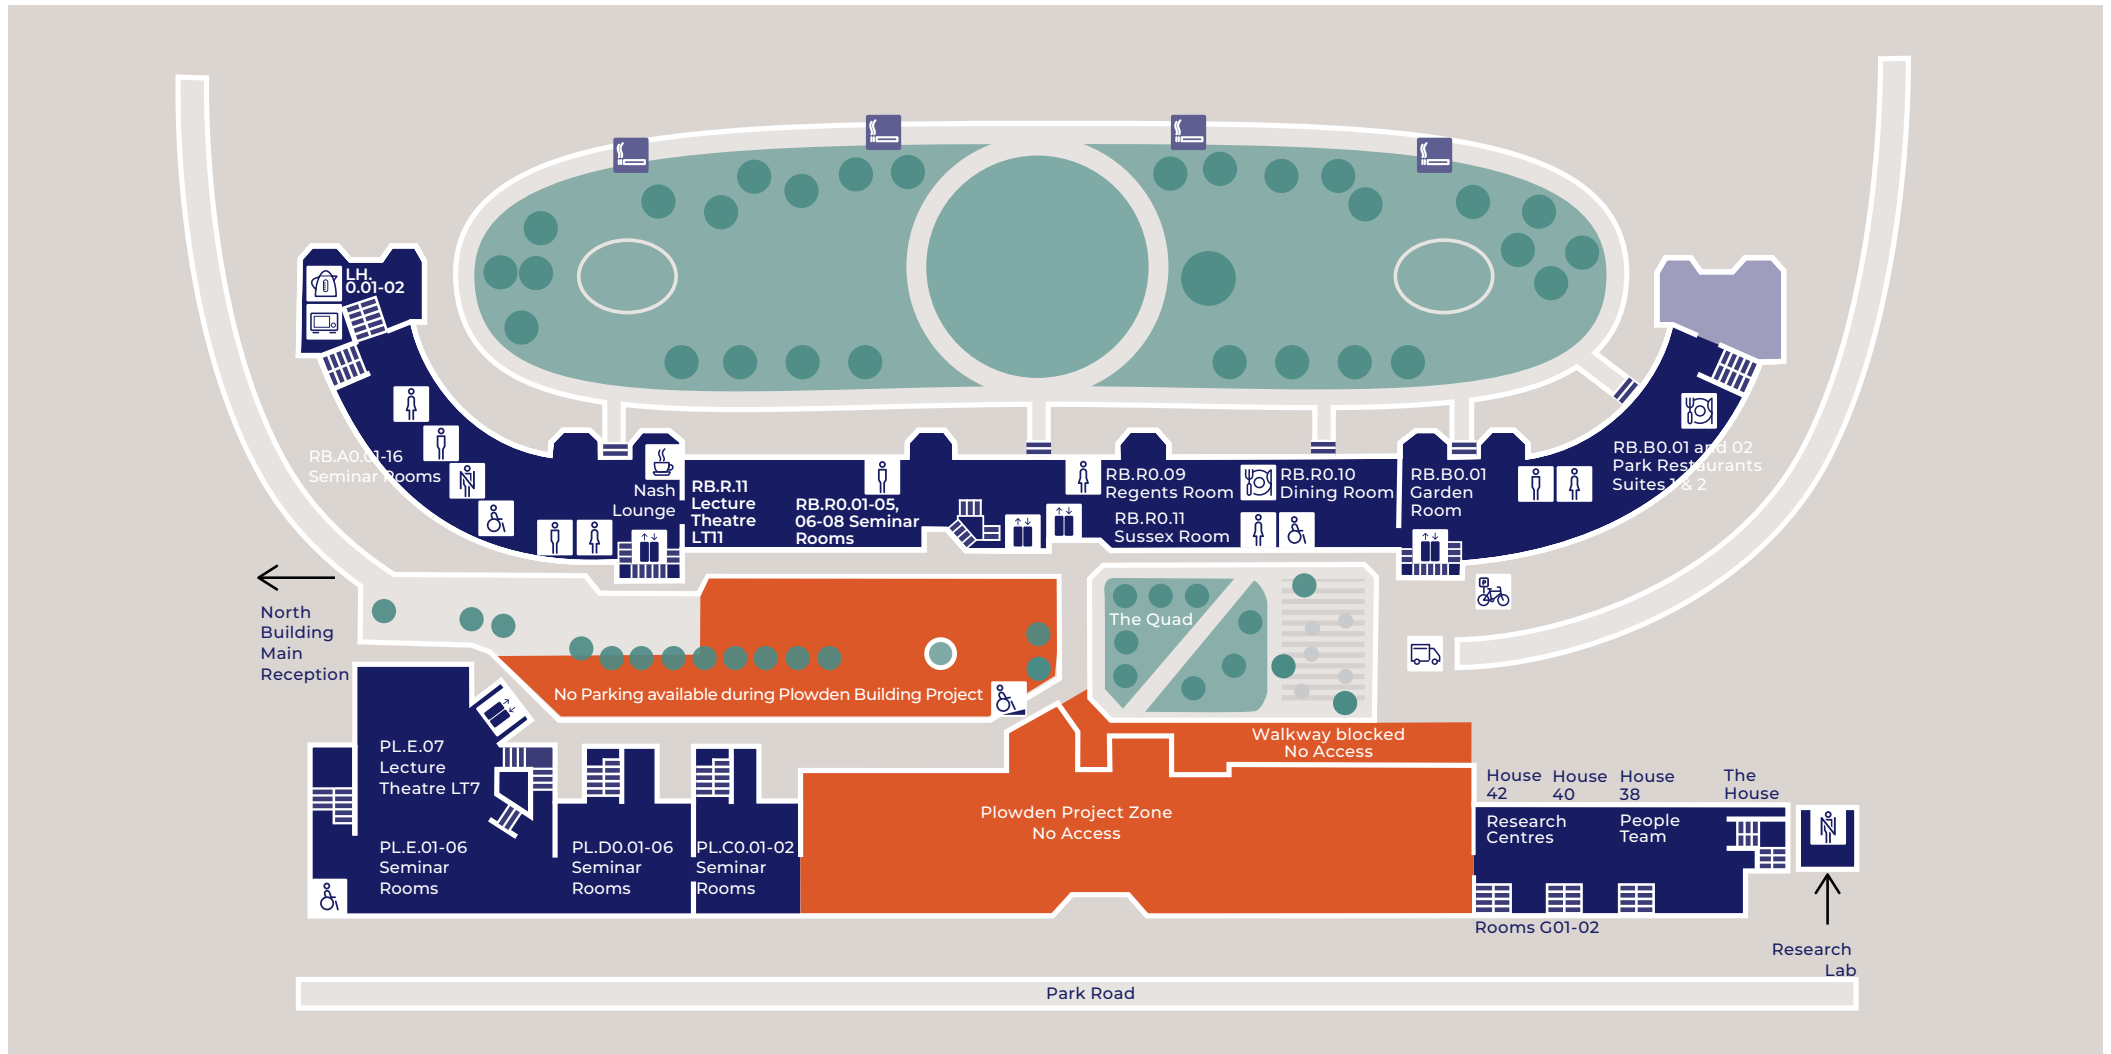 LH.
0.01-02
RB.A0.01-16
Seminar Rooms
Nash
Lounge
RB.R.11
Lecture
Theatre
LT11
RB.R0.01-05,
06-08 Seminar
Rooms
RB.R0.09
Regents Room
RB.R0.11
Sussex Room
RB.R0.10
Dining Room
RB.B0.01
Garden
Room
RB.B0.01 and 02
Park Restaurants
Suites 1 & 2
P
North
Building
Main
Reception
The Quad
No Parking available during Plowden Building Project
Walkway blocked
No Access
PL.E.07
Lecture
Theatre LT7
PL.E.01-06
Seminar
Rooms
PL.D0.01-06
Seminar
Rooms
PL.C0.01-02
Seminar
Rooms
Plowden Project Zone
No Access
House
42
House
40
House
38
The
House
Research
Centres
People
Team
Rooms G01-02
Research
Lab
Park Road